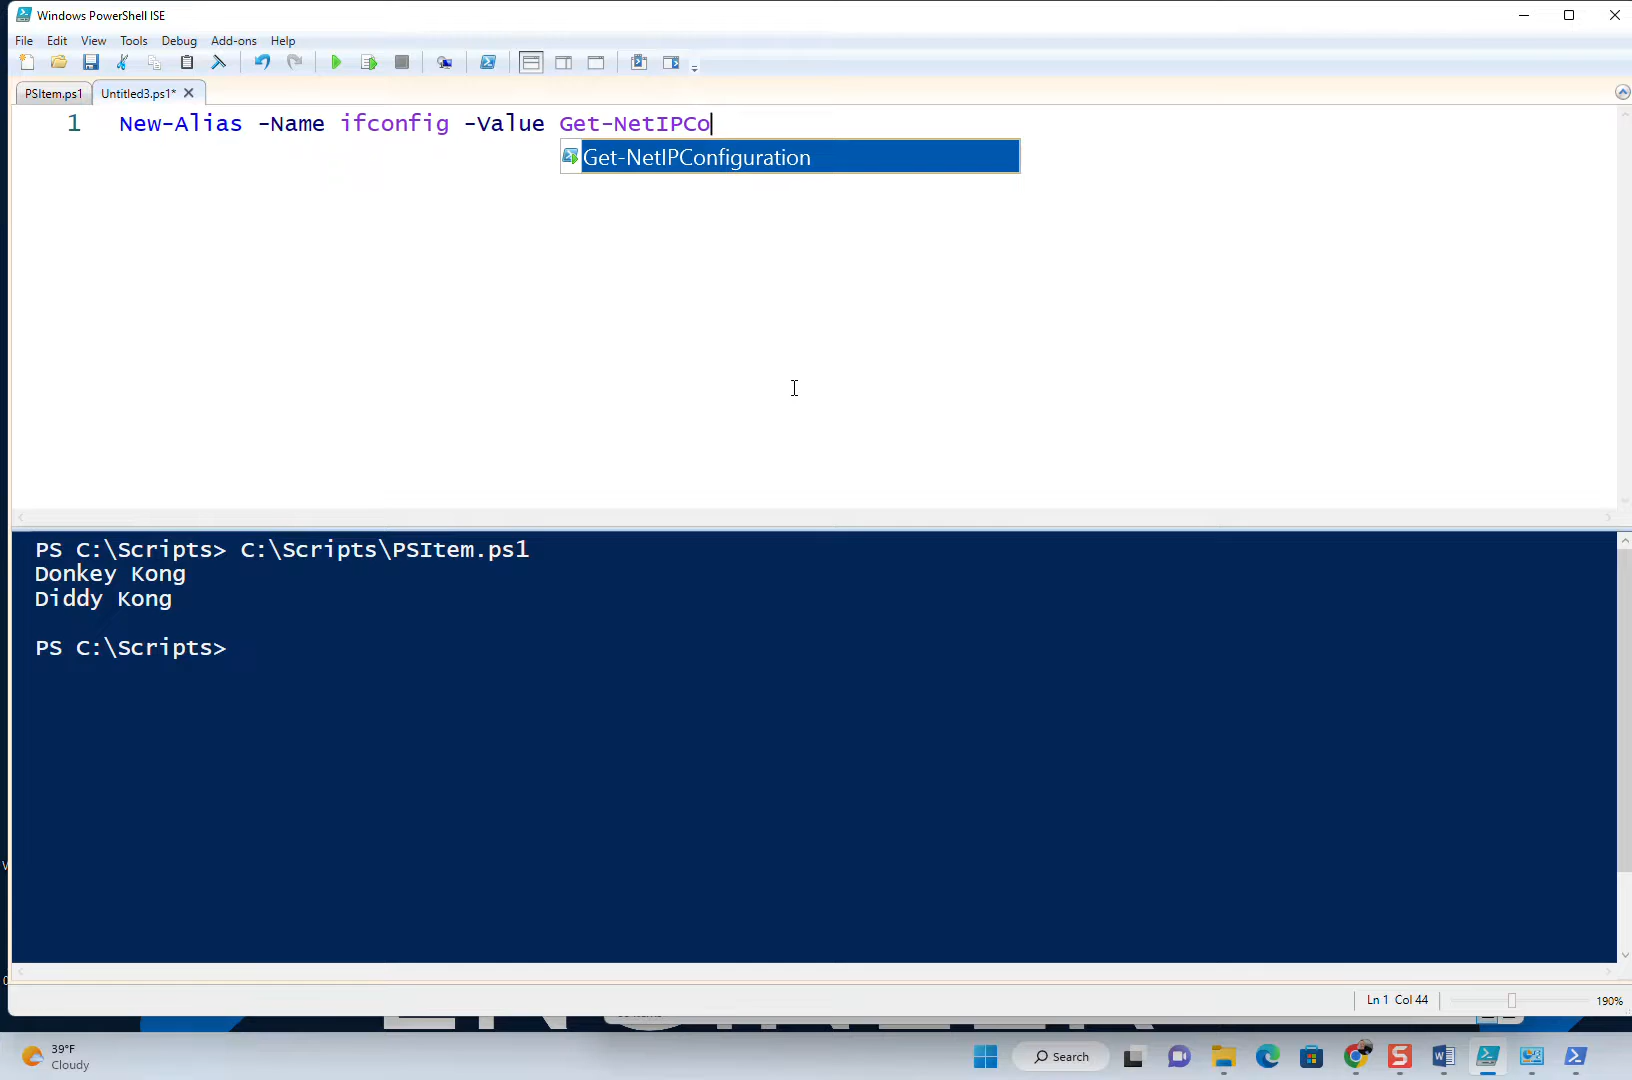 Windows PowerShell ISE
File Edit View Tools Debug Add-ons Help
PSItem.ps1 Untitled3.ps1*
1 New-Alias -Name ifconfig -Value Get-NetIPCo
Get-NetIPConfiguration
PS C:\Scripts> C:\Scripts\PSItem.ps1
Donkey Kong
Diddy Kong
PS C:\Scripts>
Ln 1 Col 44 190%
39°F
Cloudy
Search